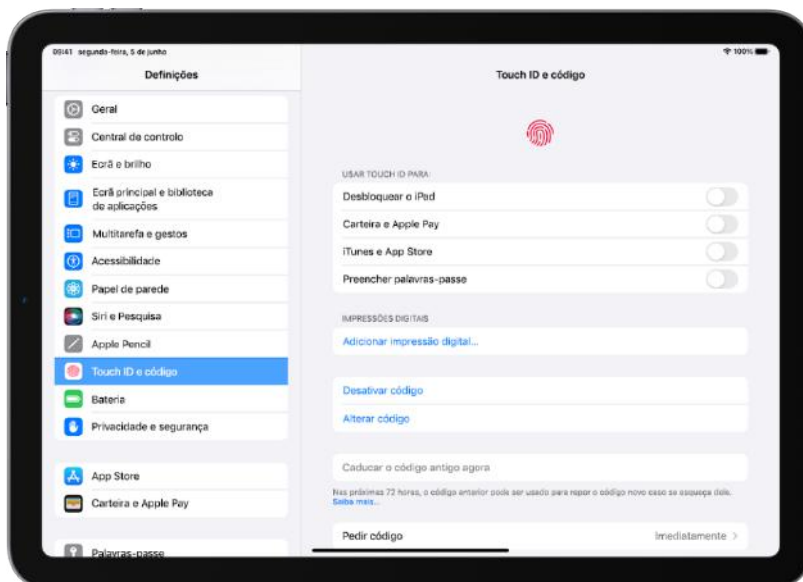 09:41 segunda-feira, 5 de junho
100%
Definições
Geral
Central de controlo
Ecrã e brilho
Ecrã principal e biblioteca
de aplicações
Multitarefa e gestos
Acessibilidade
Papel de parede
Siri e Pesquisa
Apple Pencil
Touch ID e código
Bateria
Privacidade e segurança
App Store
Carteira e Apple Pay
Palavras-passe
Touch ID e código
USAR TOUCH ID PARA:
Desbloquear o iPad
Carteira e Apple Pay
iTunes e App Store
Preencher palavras-passe
IMPRESSÕES DIGITAIS
Adicionar impressão digital...
Desativar código
Alterar código
Caducar o código antigo agora
Nas próximas 72 horas, o código anterior pode ser usado para repor o código novo caso se esqueça dele.
Saiba mais...
Pedir código
Imediatamente >